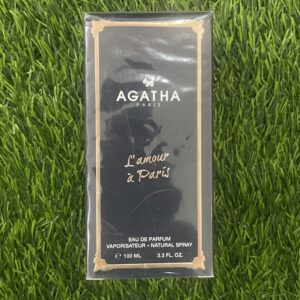 AGATHA
PARIS
L'amour
à Paris
EAU DE PARFUM
VAPORISATEUR - NATURAL SPRAY
℮ 100 ML 3.3 FL. OZ.